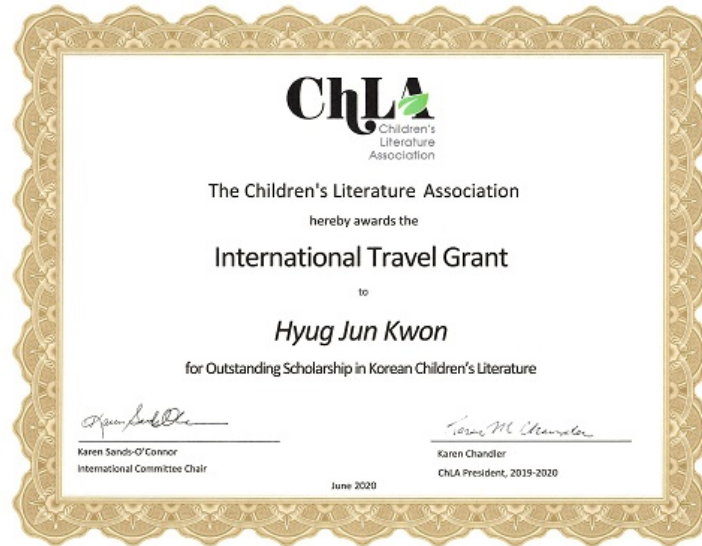 ChLA
Children's
Literature
Association
The Children's Literature Association
hereby awards the
International Travel Grant
to
Hyug Jun Kwon
for Outstanding Scholarship in Korean Children's Literature
Karen Sands-O'Connor
International Committee Chair
Karen M Chandler
Karen Chandler
ChLA President, 2019-2020
June 2020